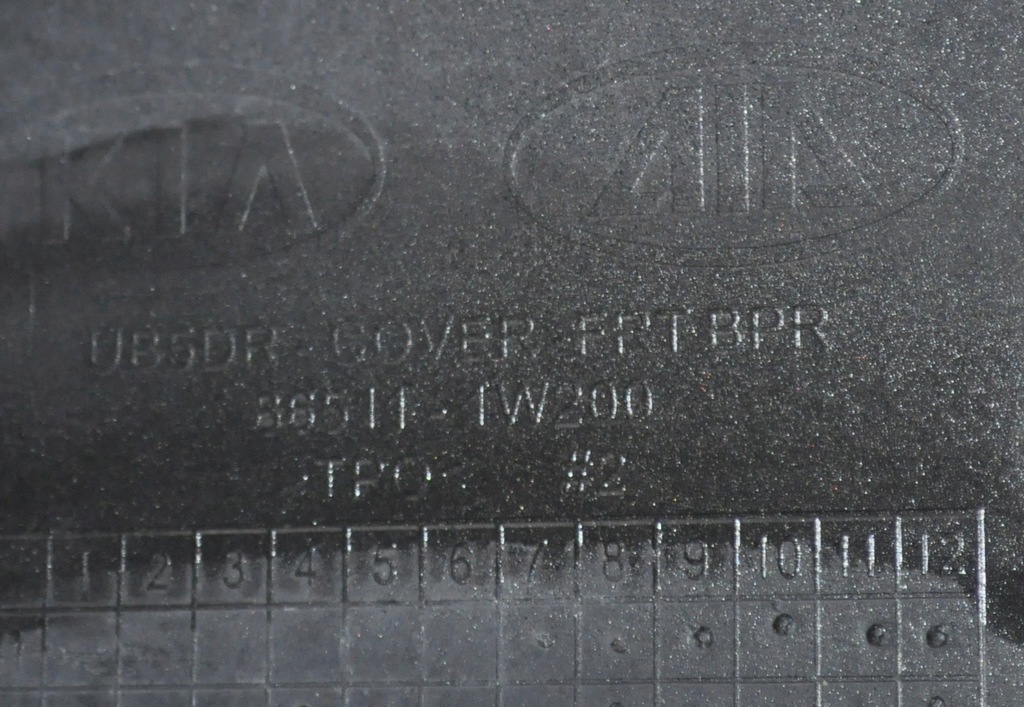 KIA KIA
UB5DR COVER-FRT BPR
86511-1W200
>TPO< #2
1 2 3 4 5 6 7 8 9 10 11 12